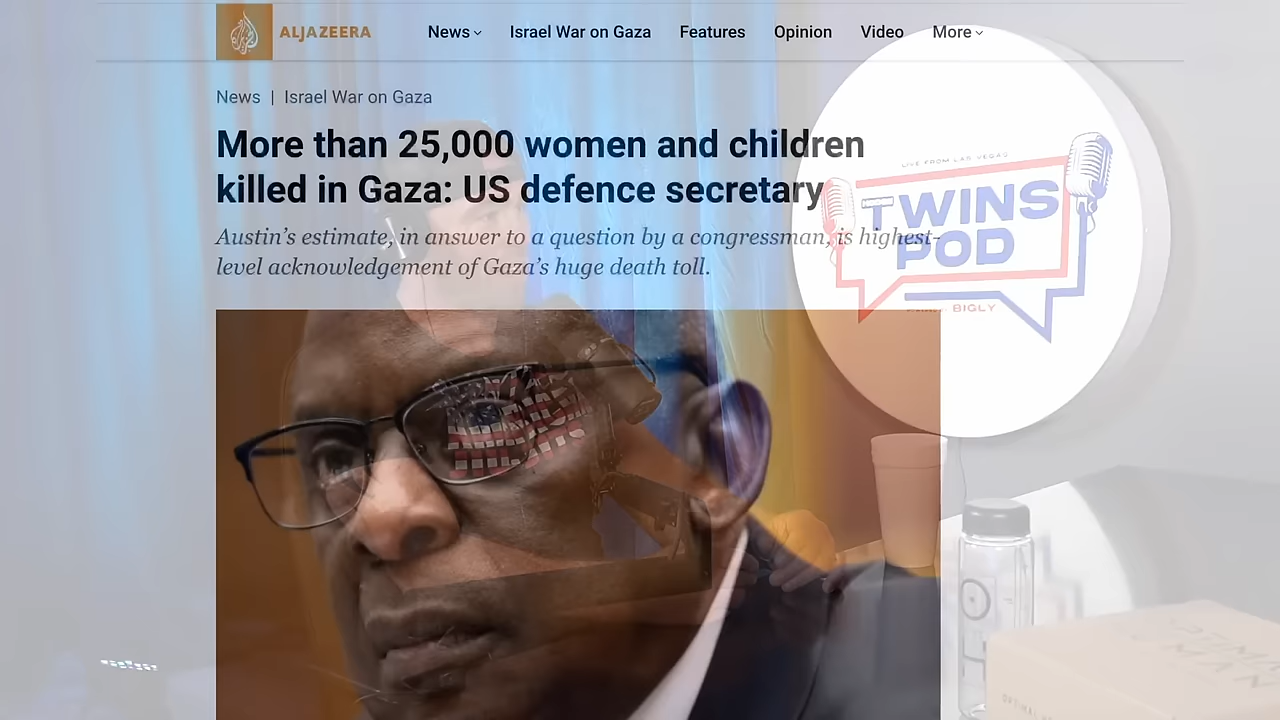 ALJAZEERA
News Israel War on Gaza Features Opinion Video More
News | Israel War on Gaza
More than 25,000 women and children
killed in Gaza: US defence secretary
Austin’s estimate, in answer to a question by a congressman, is highest-
level acknowledgement of Gaza’s huge death toll.
LIVE FROM LAS VEGAS
TWINS
POD
BIGLY